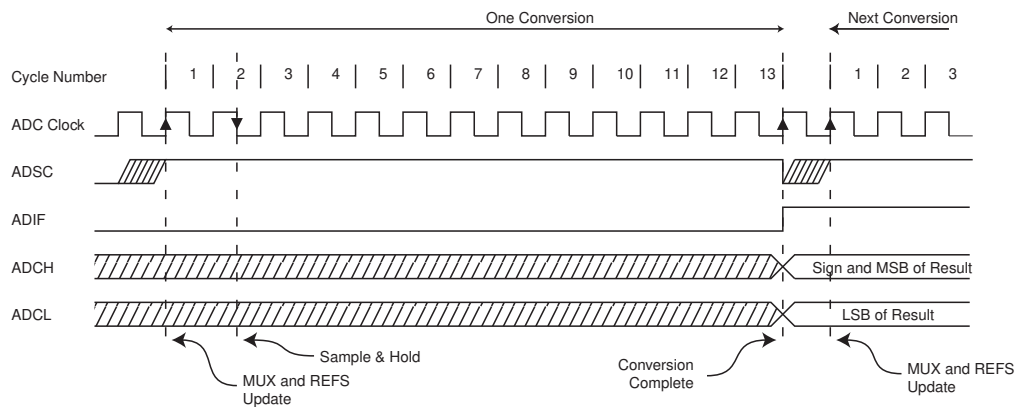 One Conversion
Next Conversion
Cycle Number 1 2 3 4 5 6 7 8 9 10 11 12 13 1 2 3
ADC Clock
ADSC
ADIF
ADCH
Sign and MSB of Result
ADCL
LSB of Result
Sample & Hold
MUX and REFS
Update
Conversion
Complete
MUX and REFS
Update